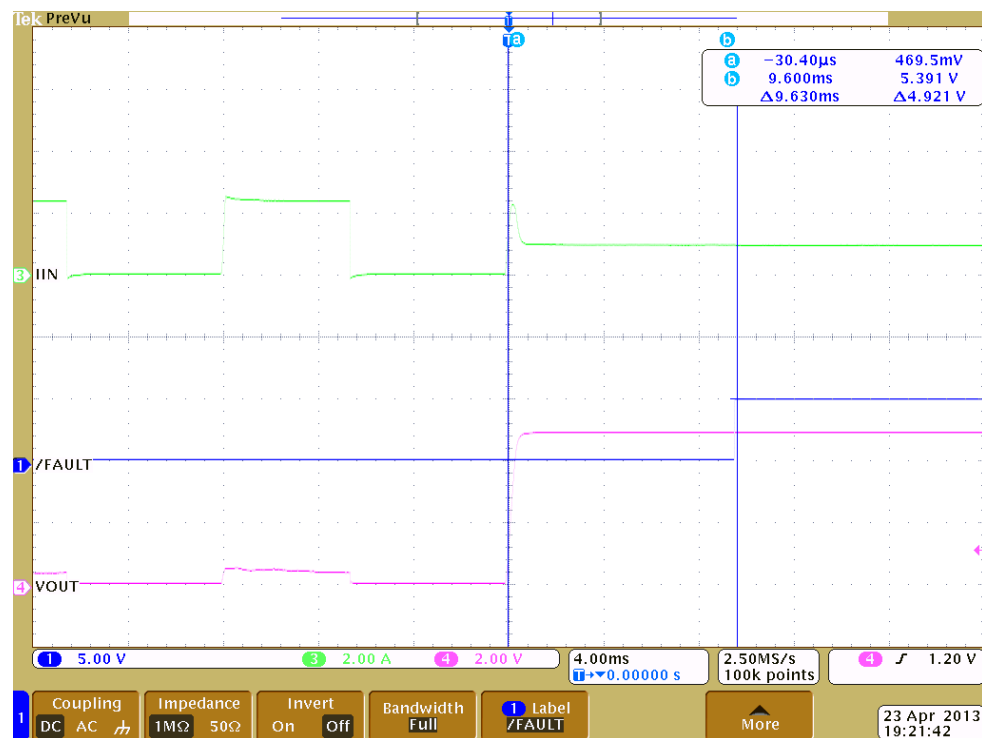 Tek PreVu
T
T a b
a −30.40µs 469.5mV
b 9.600ms 5.391 V
Δ9.630ms Δ4.921 V
3 IIN
1 /FAULT
4 VOUT
1 5.00 V 3 2.00 A 4 2.00 V
4.00ms
T→▼0.00000 s
2.50MS/s
100k points
4 ∫ 1.20 V
1
Coupling
DC AC
Impedance
1MΩ 50Ω
Invert
On Off
Bandwidth
Full
1 Label
/FAULT
More
23 Apr 2013
19:21:42